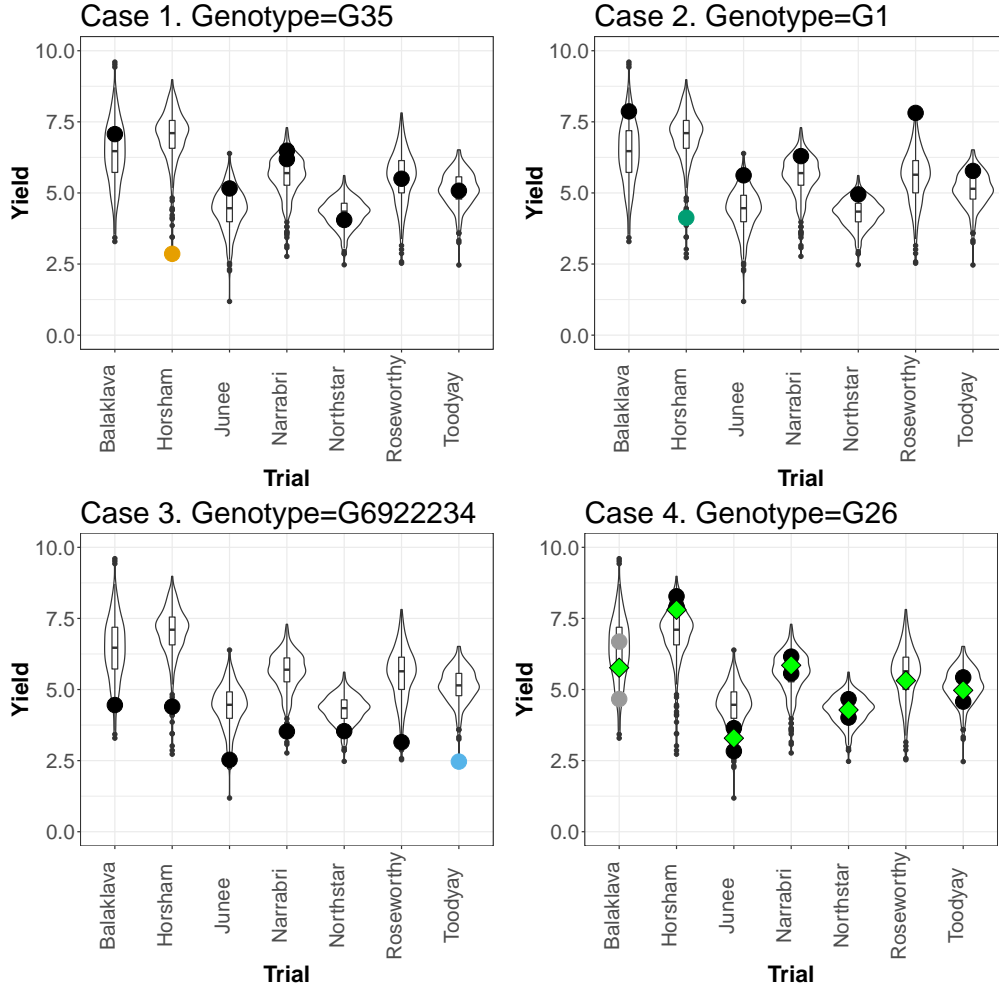 Case 1. Genotype=G35
Yield
10.0
7.5
5.0
2.5
0.0
Balaklava
Horsham
Junee
Narrabri
Northstar
Roseworthy
Toodyay
Trial
Case 2. Genotype=G1
Yield
10.0
7.5
5.0
2.5
0.0
Balaklava
Horsham
Junee
Narrabri
Northstar
Roseworthy
Toodyay
Trial
Case 3. Genotype=G6922234
Yield
10.0
7.5
5.0
2.5
0.0
Balaklava
Horsham
Junee
Narrabri
Northstar
Roseworthy
Toodyay
Trial
Case 4. Genotype=G26
Yield
10.0
7.5
5.0
2.5
0.0
Balaklava
Horsham
Junee
Narrabri
Northstar
Roseworthy
Toodyay
Trial